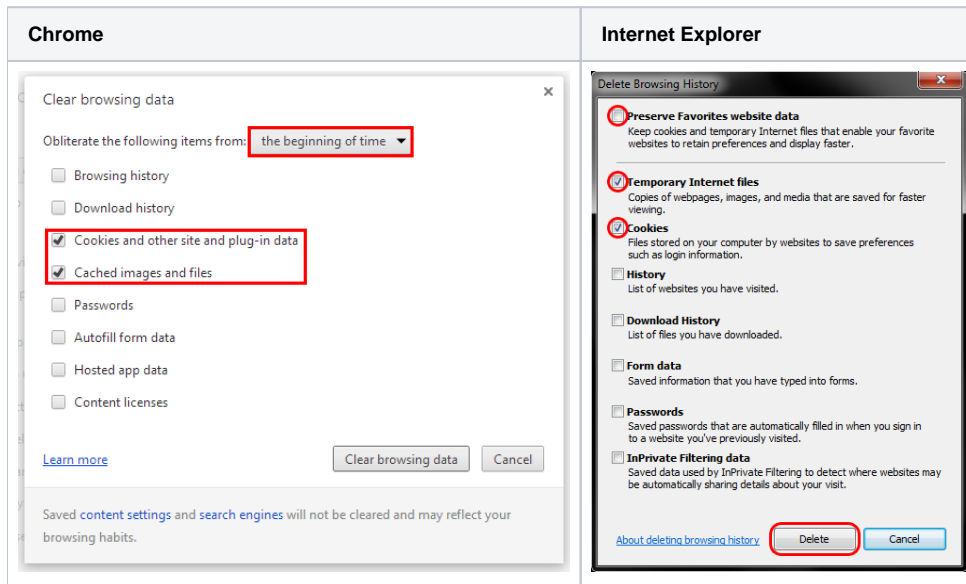 Chrome
Internet Explorer
Clear browsing data
Obliterate the following items from: the beginning of time
Browsing history
Download history
Cookies and other site and plug-in data
Cached images and files
Passwords
Autofill form data
Hosted app data
Content licenses
Learn more
Clear browsing data
Cancel
Saved content settings and search engines will not be cleared and may reflect your
browsing habits.
Delete Browsing History
Preserve Favorites website data
Keep cookies and temporary Internet files that enable your favorite
websites to retain preferences and display faster.
Temporary Internet files
Copies of webpages, images, and media that are saved for faster
viewing.
Cookies
Files stored on your computer by websites to save preferences
such as login information.
History
List of websites you have visited.
Download History
List of files you have downloaded.
Form data
Saved information that you have typed into forms.
Passwords
Saved passwords that are automatically filled in when you sign in
to a website you've previously visited.
InPrivate Filtering data
Saved data used by InPrivate Filtering to detect where websites may
be automatically sharing details about your visit.
About deleting browsing history
Delete
Cancel